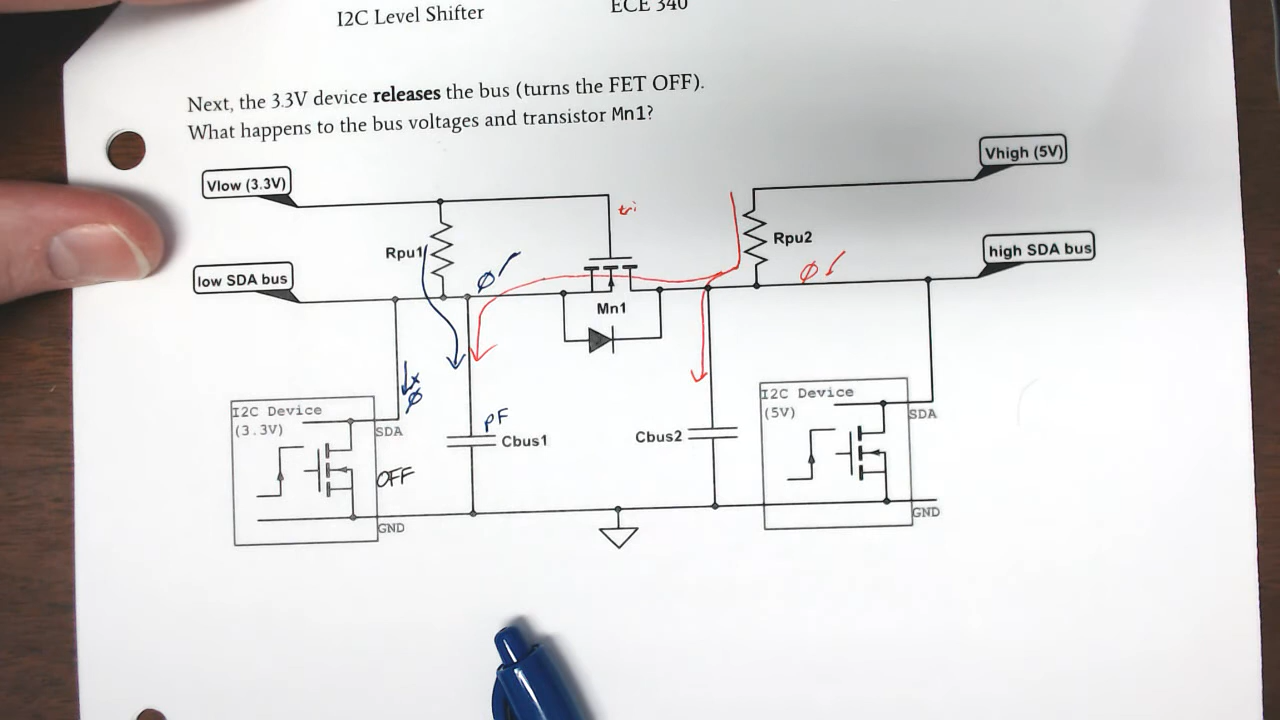 I2C Level Shifter ECE 340
Next, the 3.3V device releases the bus (turns the FET OFF).
What happens to the bus voltages and transistor Mn1?
Vlow (3.3V)
Vhigh (5V)
tri
Rpu1
Rpu2
low SDA bus
high SDA bus
Ø
Ø
Mn1
x
Ø
I2C Device
(3.3V)
SDA
OFF
GND
pF
Cbus1
Cbus2
I2C Device
(5V)
SDA
GND